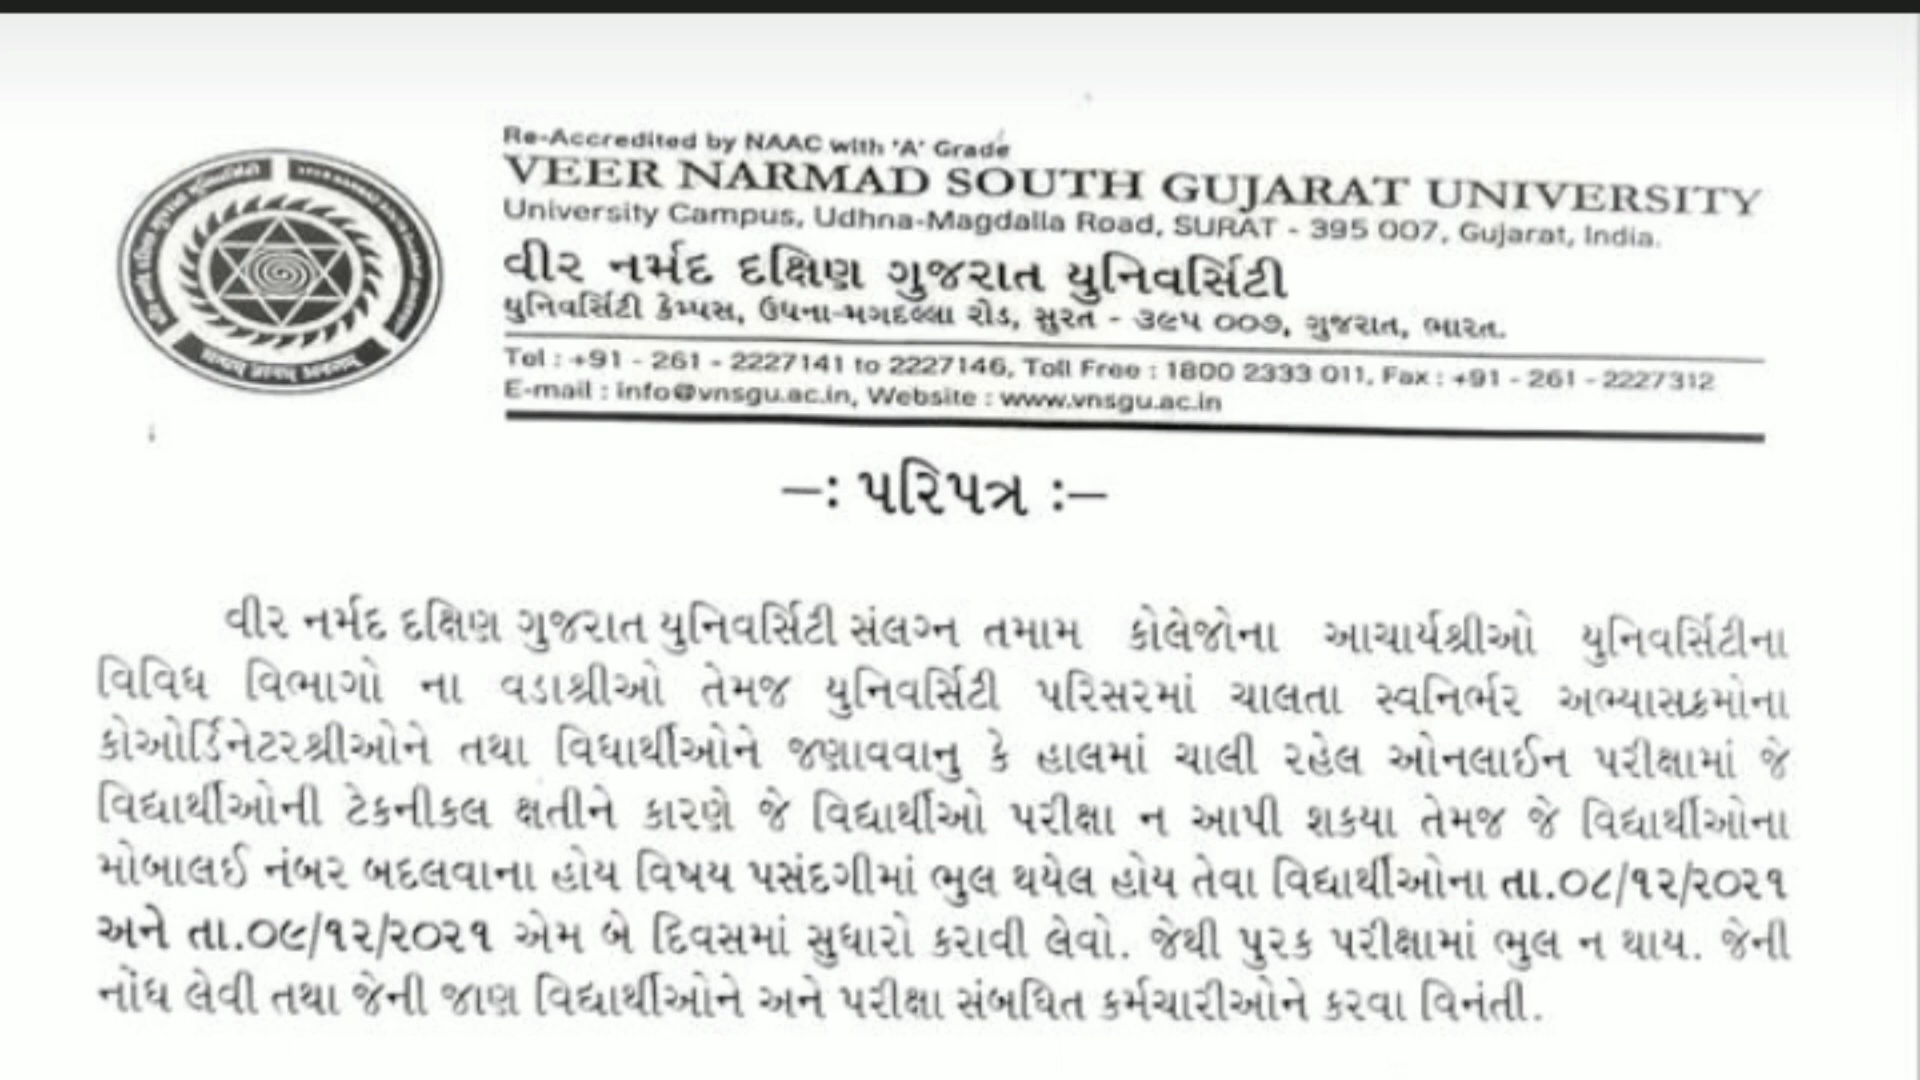 Re-Accredited by NAAC with 'A' Grade
VEER NARMAD SOUTH GUJARAT UNIVERSITY
University Campus, Udhna-Magdalla Road, SURAT - 395 007, Gujarat, India.
વીર નર્મદ દક્ષિણ ગુજરાત યુનિવર્સિટી
યુનિવર્સિટી કેમ્પસ, ઉધના-મગદલ્લા રોડ, સુરત - ૩૯૫ ૦૦૭, ગુજરાત, ભારત.
Tel : +91 - 261 - 2227141 to 2227146, Toll Free : 1800 2333 011, Fax : +91 - 261 - 2227312
E-mail : info@vnsgu.ac.in, Website : www.vnsgu.ac.in
-: પરિપત્ર :-
વીર નર્મદ દક્ષિણ ગુજરાત યુનિવર્સિટી સંલગ્ન તમામ કોલેજોના આચાર્યશ્રીઓ યુનિવર્સિટીના
વિવિધ વિભાગો ના વડાશ્રીઓ તેમજ યુનિવર્સિટી પરિસરમાં ચાલતા સ્વનિર્ભર અભ્યાસક્રમોના
કોઓર્ડિનેટરશ્રીઓને તથા વિધાર્થીઓને જણાવવાનુ કે હાલમાં ચાલી રહેલ ઓનલાઈન પરીક્ષામાં જે
વિદ્યાર્થીઓની ટેકનીકલ ક્ષતીને કારણે જે વિદ્યાર્થીઓ પરીક્ષા ન આપી શકયા તેમજ જે વિદ્યાર્થીઓના
મોબાલઈ નંબર બદલવાના હોય વિષય પસંદગીમાં ભુલ થયેલ હોય તેવા વિદ્યાર્થીઓના તા.૦૮/૧૨/૨૦૨૧
અને તા.૦૯/૧૨/૨૦૨૧ એમ બે દિવસમાં સુધારો કરાવી લેવો. જેથી પુરક પરીક્ષામાં ભુલ ન થાય. જેની
નોંધ લેવી તથા જેની જાણ વિદ્યાર્થીઓને અને પરીક્ષા સંબધિત કર્મચારીઓને કરવા વિનંતી.